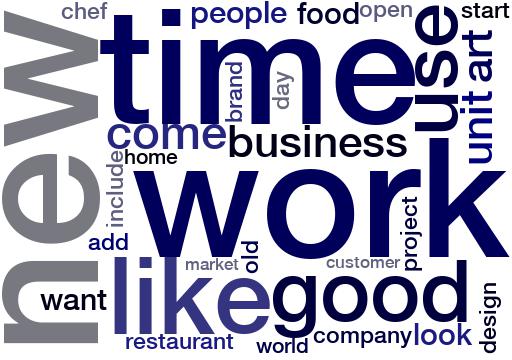 chef
people
food
open
start
new
time
use
unit
art
brand
day
come
business
include
home
work
project
add
old
market
customer
want
like
good
design
restaurant
world
company
look